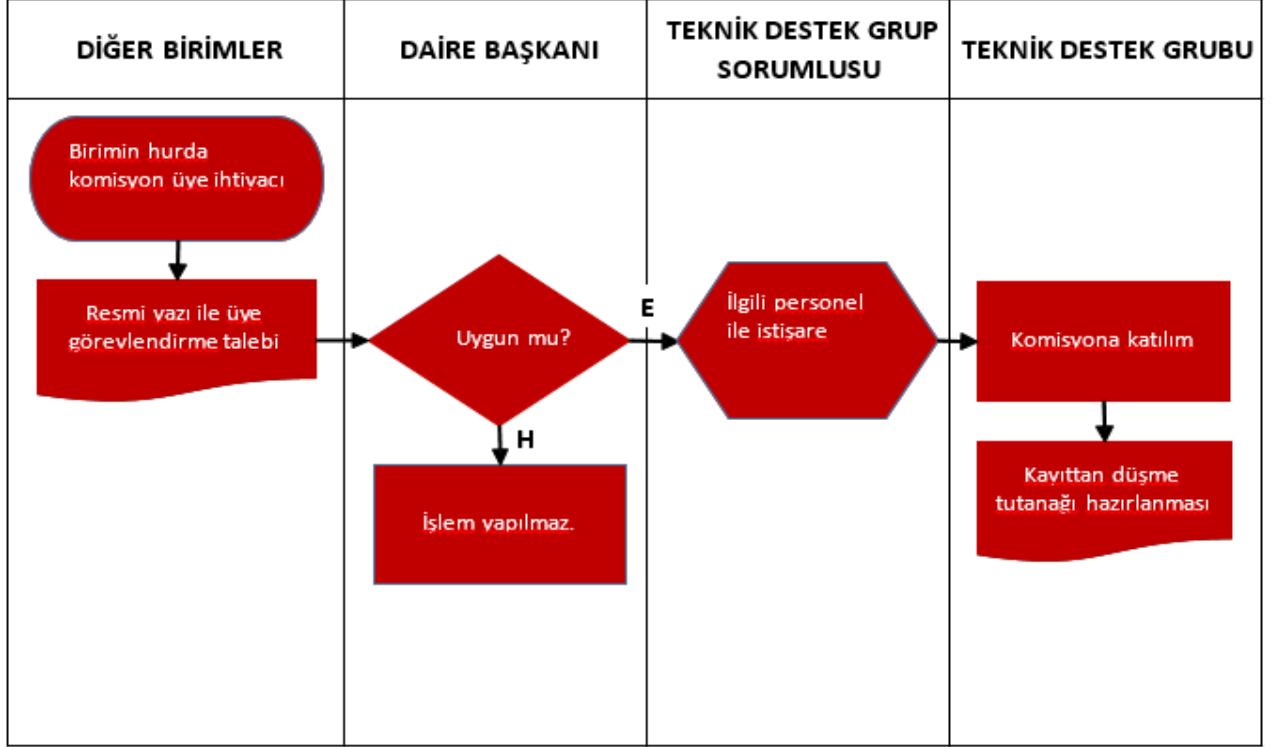 DİĞER BİRİMLER
DAİRE BAŞKANI
TEKNİK DESTEK GRUP
SORUMLUSU
TEKNİK DESTEK GRUBU
Birimin hurda
komisyon üye ihtiyacı
Resmi yazı ile üye
görevlendirme talebi
Uygun mu?
E
H
İşlem yapılmaz.
İlgili personel
ile istişare
Komisyona katılım
Kayıttan düşme
tutanağı hazırlanması